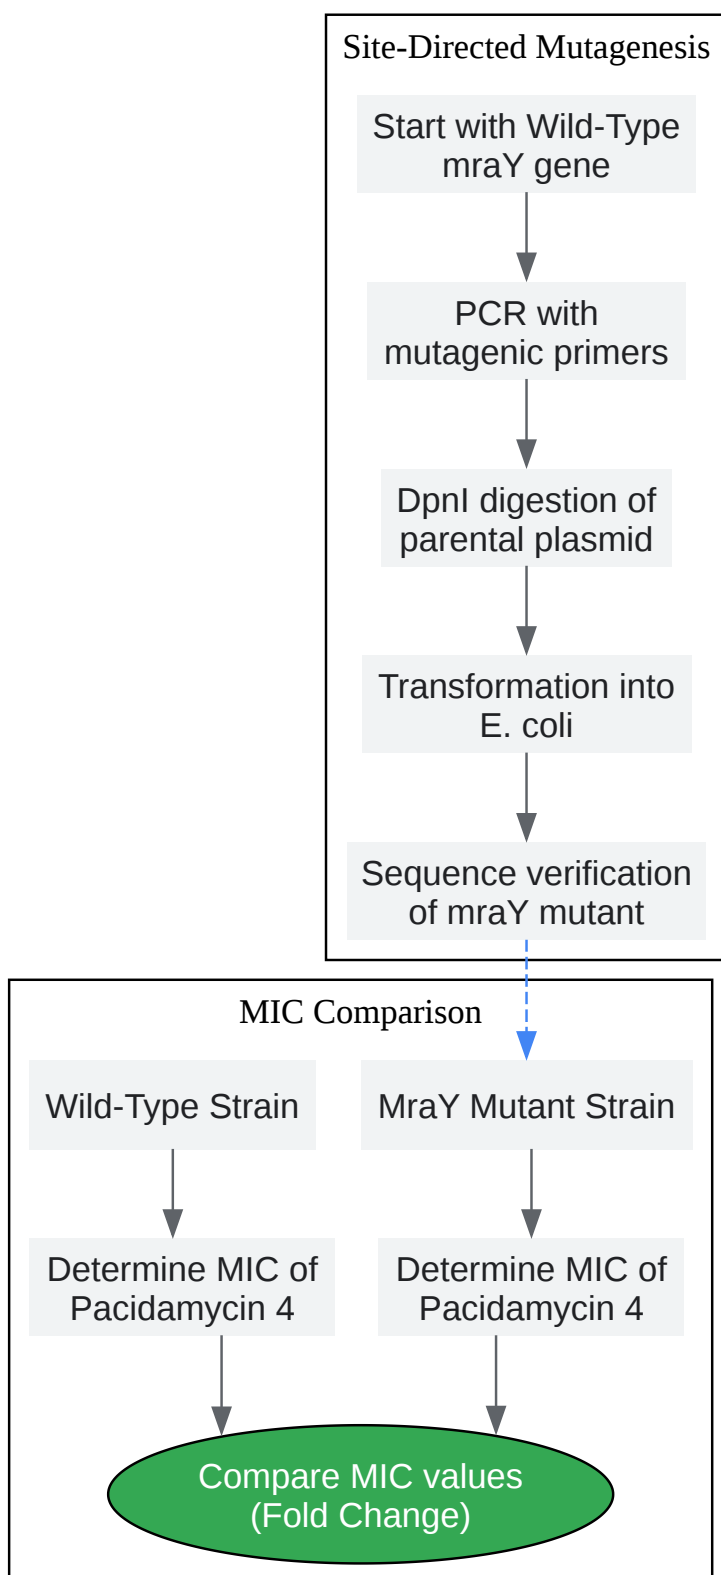 Site-Directed Mutagenesis
Start with Wild-Type
mraY gene
PCR with
mutagenic primers
DpnI digestion of
parental plasmid
Transformation into
E. coli
Sequence verification
of mraY mutant
MIC Comparison
Wild-Type Strain
MraY Mutant Strain
Determine MIC of
Pacidamycin 4
Determine MIC of
Pacidamycin 4
Compare MIC values
(Fold Change)